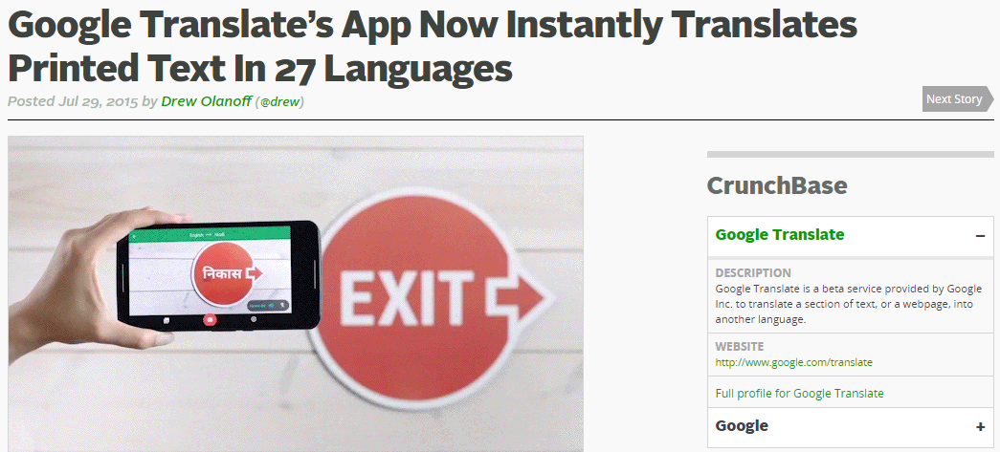 Google Translate’s App Now Instantly Translates
Printed Text In 27 Languages
Posted Jul 29, 2015 by Drew Olanoff (@drew)
Next Story
English
Hindi
निकास
EXIT
CrunchBase
Google Translate –
DESCRIPTION
Google Translate is a beta service provided by Google
Inc. to translate a section of text, or a webpage, into
another language.
WEBSITE
http://www.google.com/translate
Full profile for Google Translate
Google +